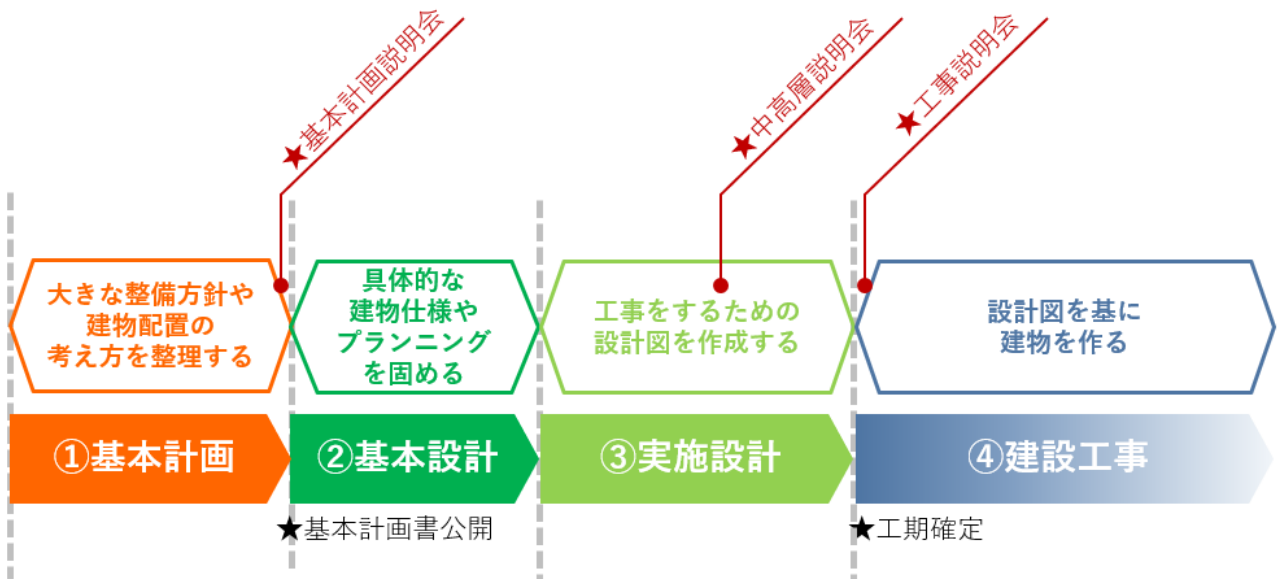 ★基本計画説明会
★中高層説明会
★工事説明会
大きな整備方針や
建物配置の
考え方を整理する
具体的な
建物仕様や
プランニング
を固める
工事をするための
設計図を作成する
設計図を基に
建物を作る
①基本計画
②基本設計
③実施設計
④建設工事
★基本計画書公開
★工期確定